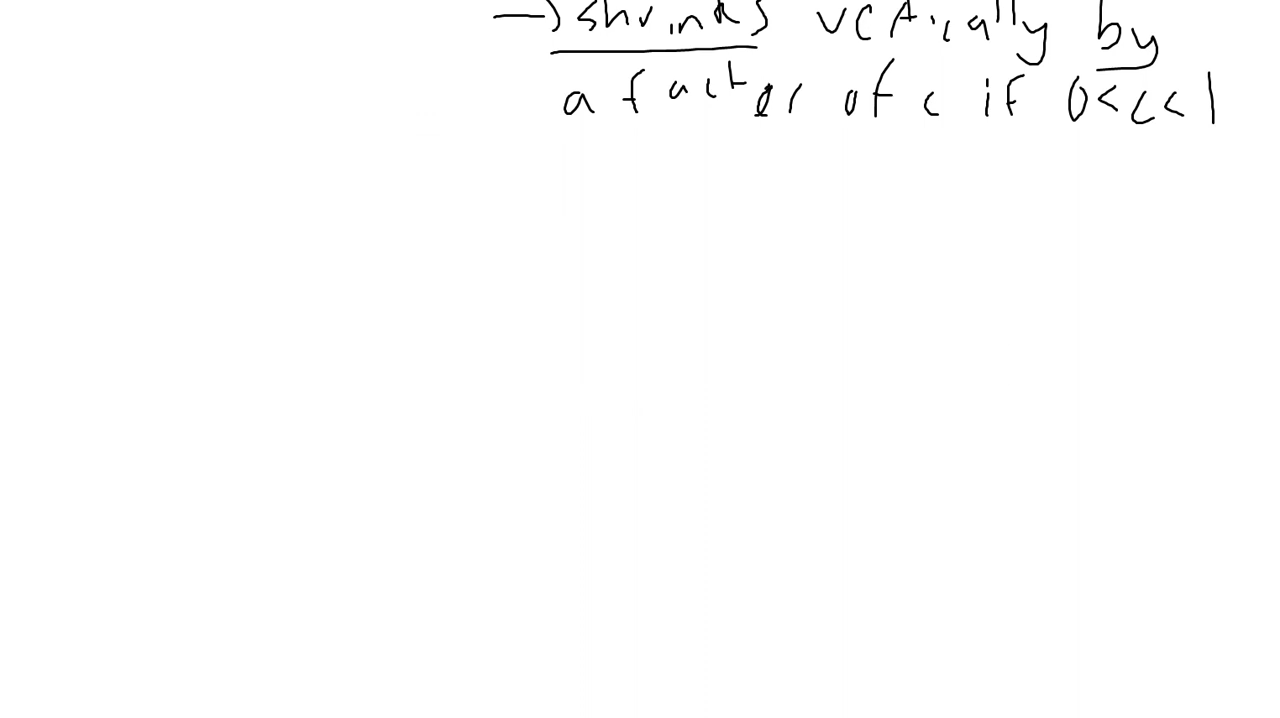 → shrinks vertically by
a factor of c if 0<c<1